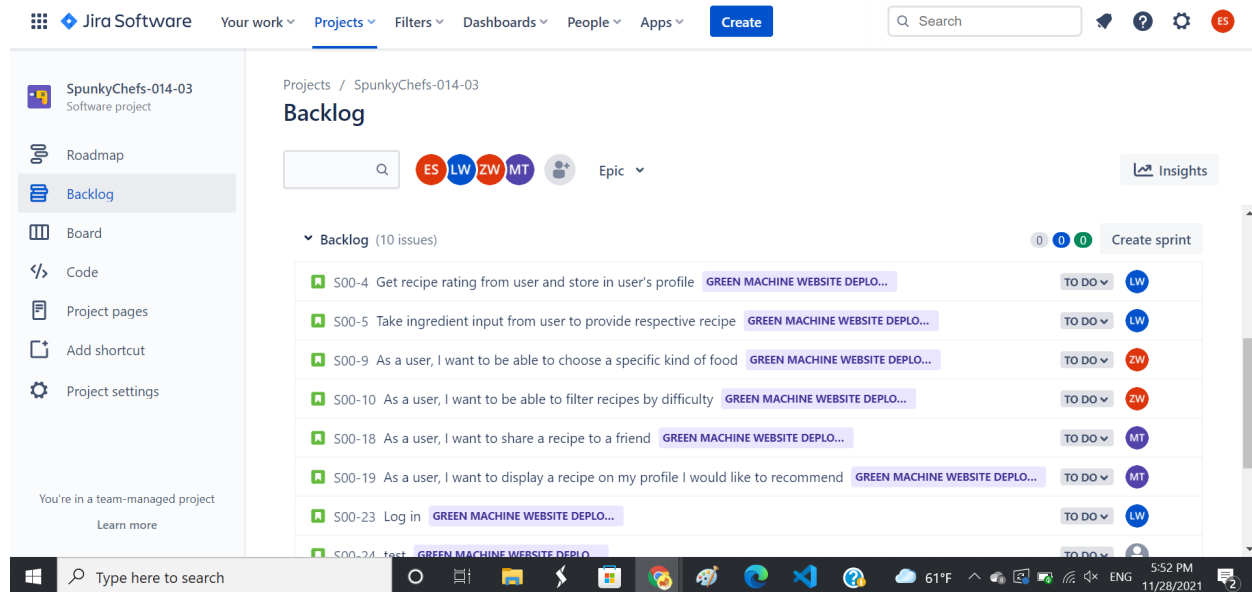 Jira Software Your work Projects Filters Dashboards People Apps Create Search ES
SpunkyChefs-014-03
Software project
Roadmap
Backlog
Board
Code
Project pages
Add shortcut
Project settings
You're in a team-managed project
Learn more
Projects / SpunkyChefs-014-03
Backlog
ES LW ZW MT Epic Insights
Backlog (10 issues) 0 0 0 Create sprint
S00-4 Get recipe rating from user and store in user's profile GREEN MACHINE WEBSITE DEPLO... TO DO LW
S00-5 Take ingredient input from user to provide respective recipe GREEN MACHINE WEBSITE DEPLO... TO DO LW
S00-9 As a user, I want to be able to choose a specific kind of food GREEN MACHINE WEBSITE DEPLO... TO DO ZW
S00-10 As a user, I want to be able to filter recipes by difficulty GREEN MACHINE WEBSITE DEPLO... TO DO ZW
S00-18 As a user, I want to share a recipe to a friend GREEN MACHINE WEBSITE DEPLO... TO DO MT
S00-19 As a user, I want to display a recipe on my profile I would like to recommend GREEN MACHINE WEBSITE DEPLO... TO DO MT
S00-23 Log in GREEN MACHINE WEBSITE DEPLO... TO DO LW
S00-24 test GREEN MACHINE WEBSITE DEPLO... TO DO
Type here to search 61°F ENG 5:52 PM
11/28/2021 2